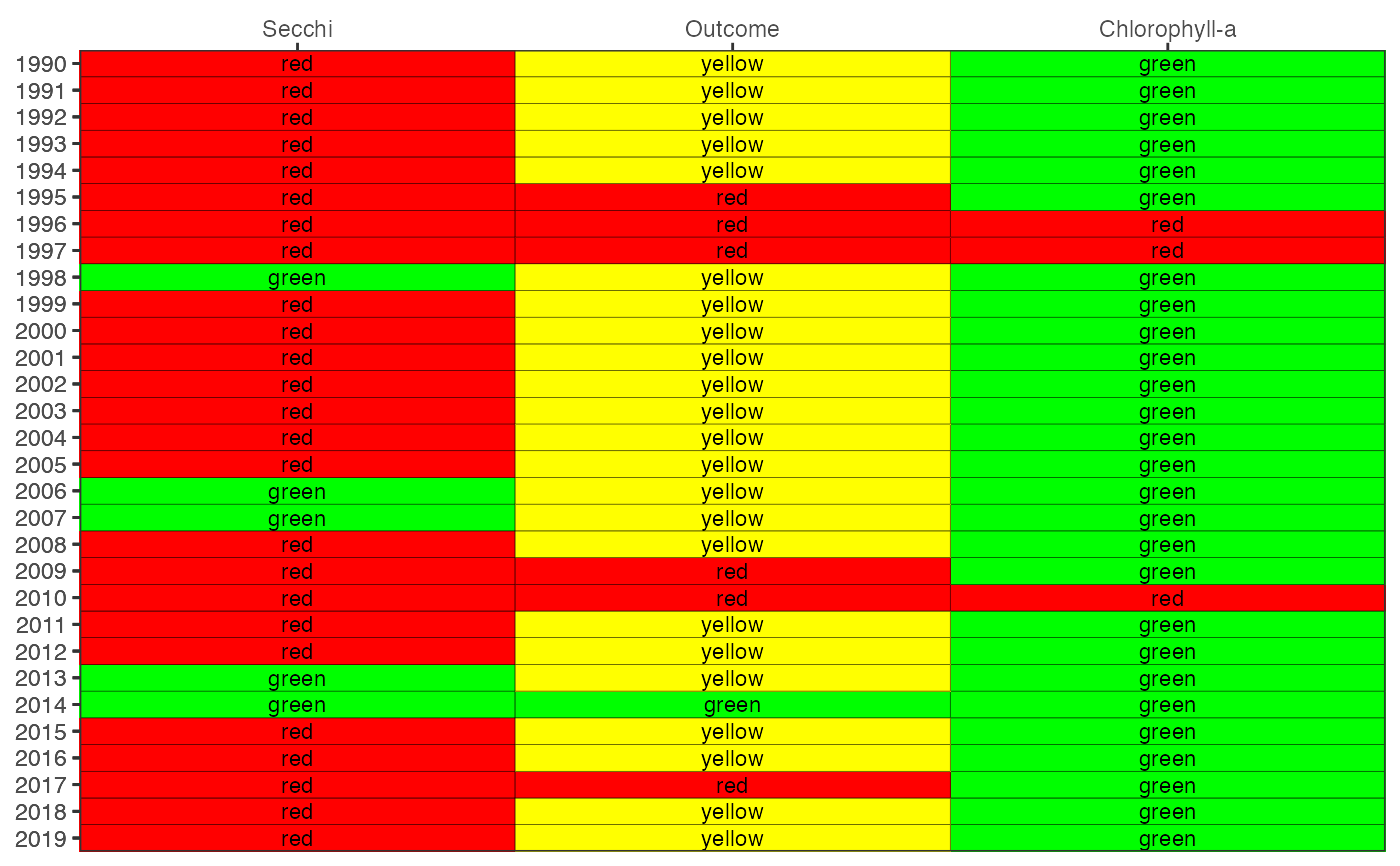 Secchi Outcome Chlorophyll-a
1990 red yellow green
1991 red yellow green
1992 red yellow green
1993 red yellow green
1994 red yellow green
1995 red red green
1996 red red red
1997 red red red
1998 green yellow green
1999 red yellow green
2000 red yellow green
2001 red yellow green
2002 red yellow green
2003 red yellow green
2004 red yellow green
2005 red yellow green
2006 green yellow green
2007 green yellow green
2008 red yellow green
2009 red red green
2010 red red red
2011 red yellow green
2012 red yellow green
2013 green yellow green
2014 green green green
2015 red yellow green
2016 red yellow green
2017 red red green
2018 red yellow green
2019 red yellow green